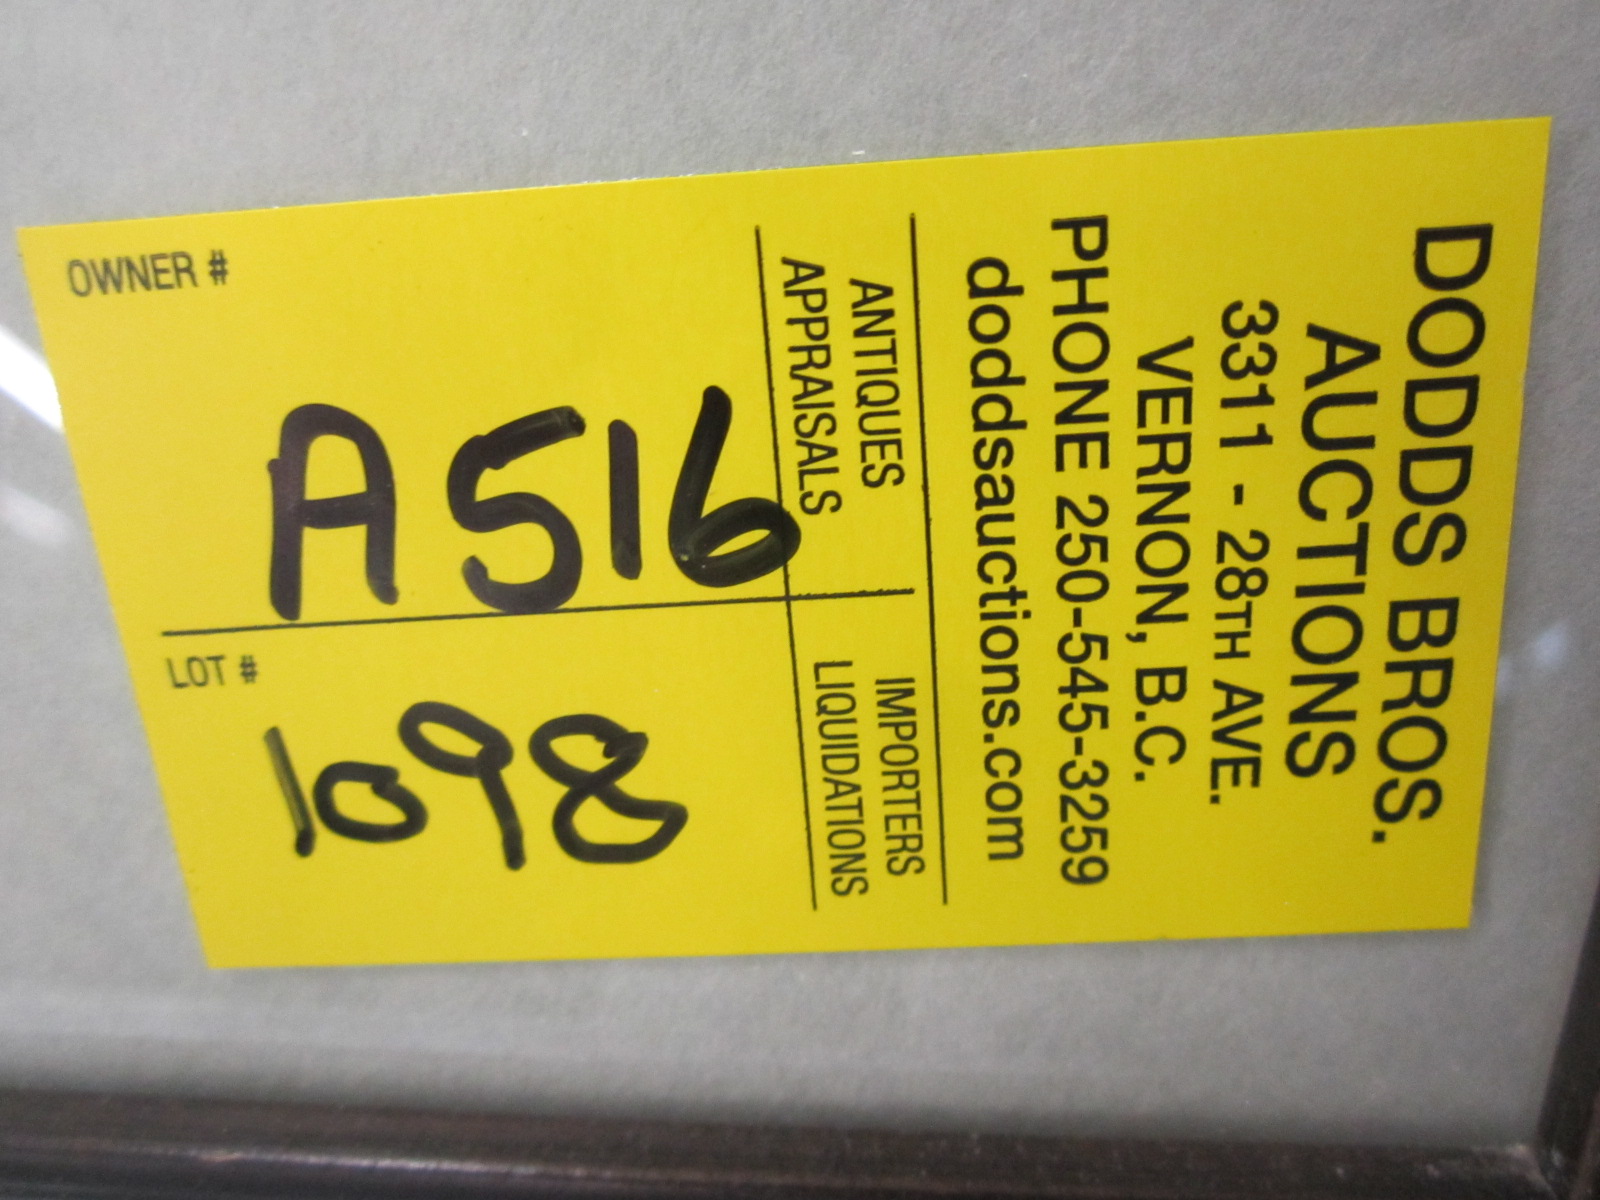 DODDS BROS.
AUCTIONS
3311 - 28TH AVE.
VERNON, B.C.
PHONE 250-545-3259
doddsauctions.com
ANTIQUES
APPRAISALS
IMPORTERS
LIQUIDATIONS
OWNER #
A516
LOT #
1098